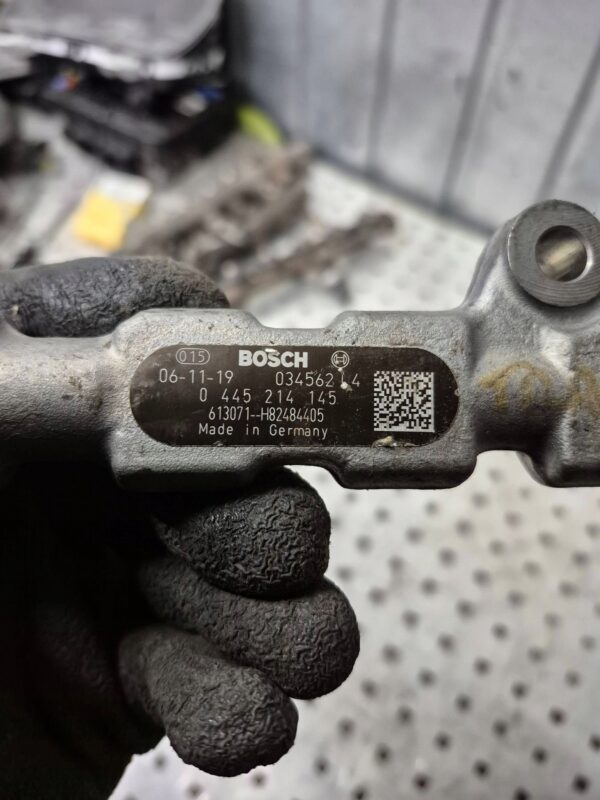 015 BOSCH
06-11-19
0 445 214 145
613071--H82484405
Made in Germany